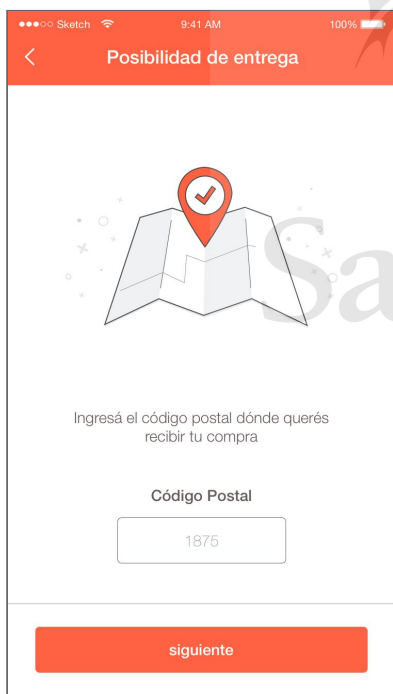 Sketch 9:41 AM 100%
Posibilidad de entrega
Ingresá el código postal dónde querés
recibir tu compra
Código Postal
1875
siguiente